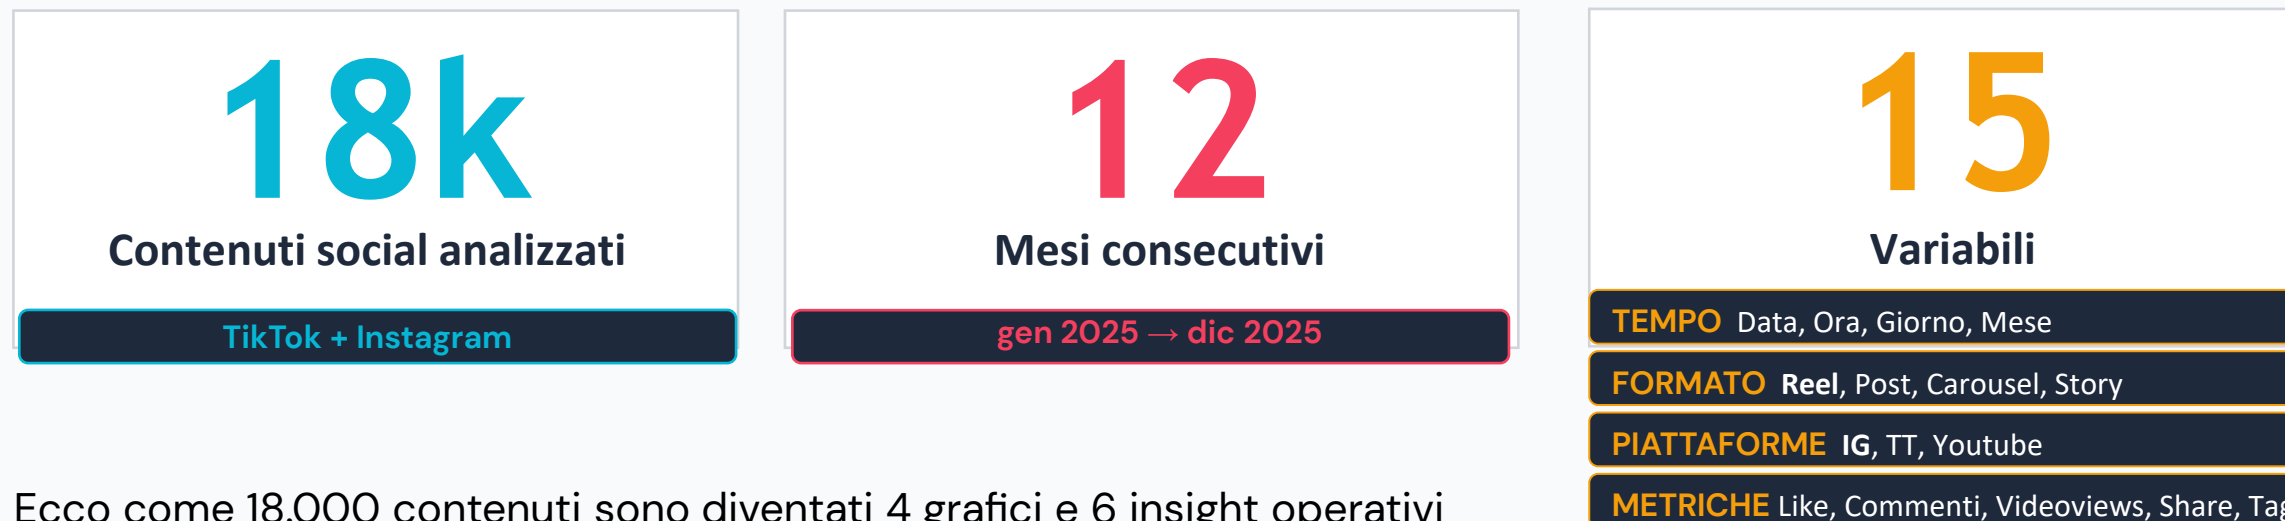 18k
Contenuti social analizzati
TikTok + Instagram
12
Mesi consecutivi
gen 2025 → dic 2025
15
Variabili
TEMPO Data, Ora, Giorno, Mese
FORMATO Reel, Post, Carousel, Story
PIATTAFORME IG, TT, Youtube
METRICHE Like, Commenti, Videoviews, Share, Tag
Ecco come 18.000 contenuti sono diventati 4 grafici e 6 insight operativi